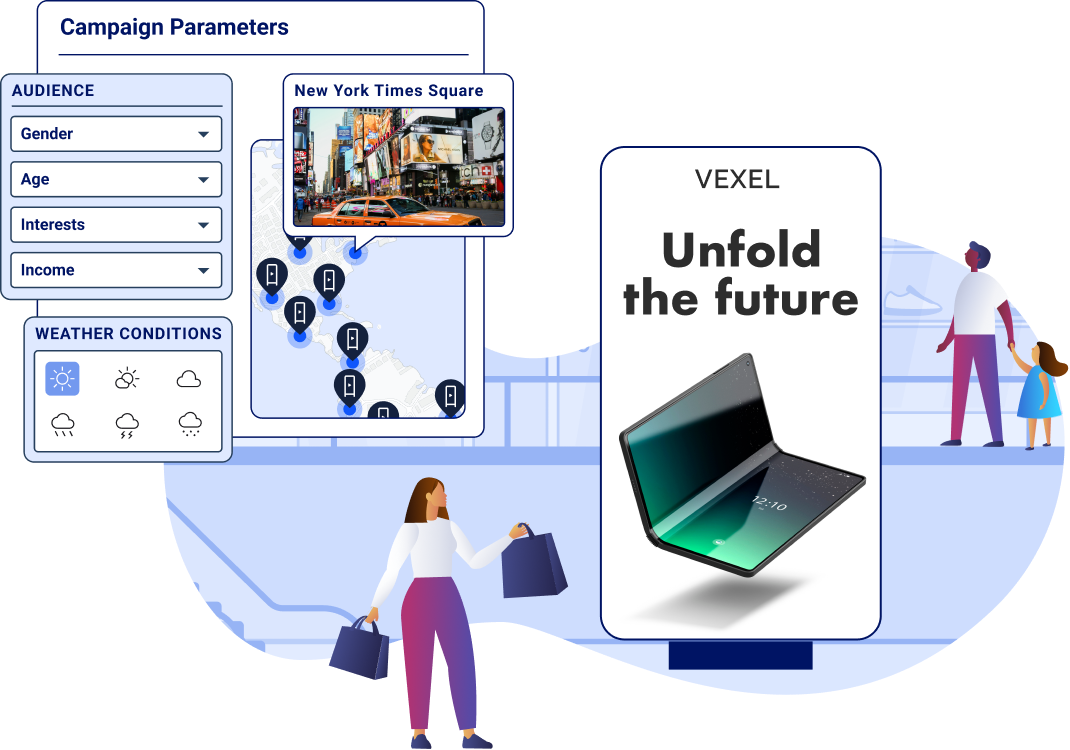 Campaign Parameters
AUDIENCE
Gender
Age
Interests
Income
WEATHER CONDITIONS
New York Times Square
VEXEL
Unfold
the future
12:10